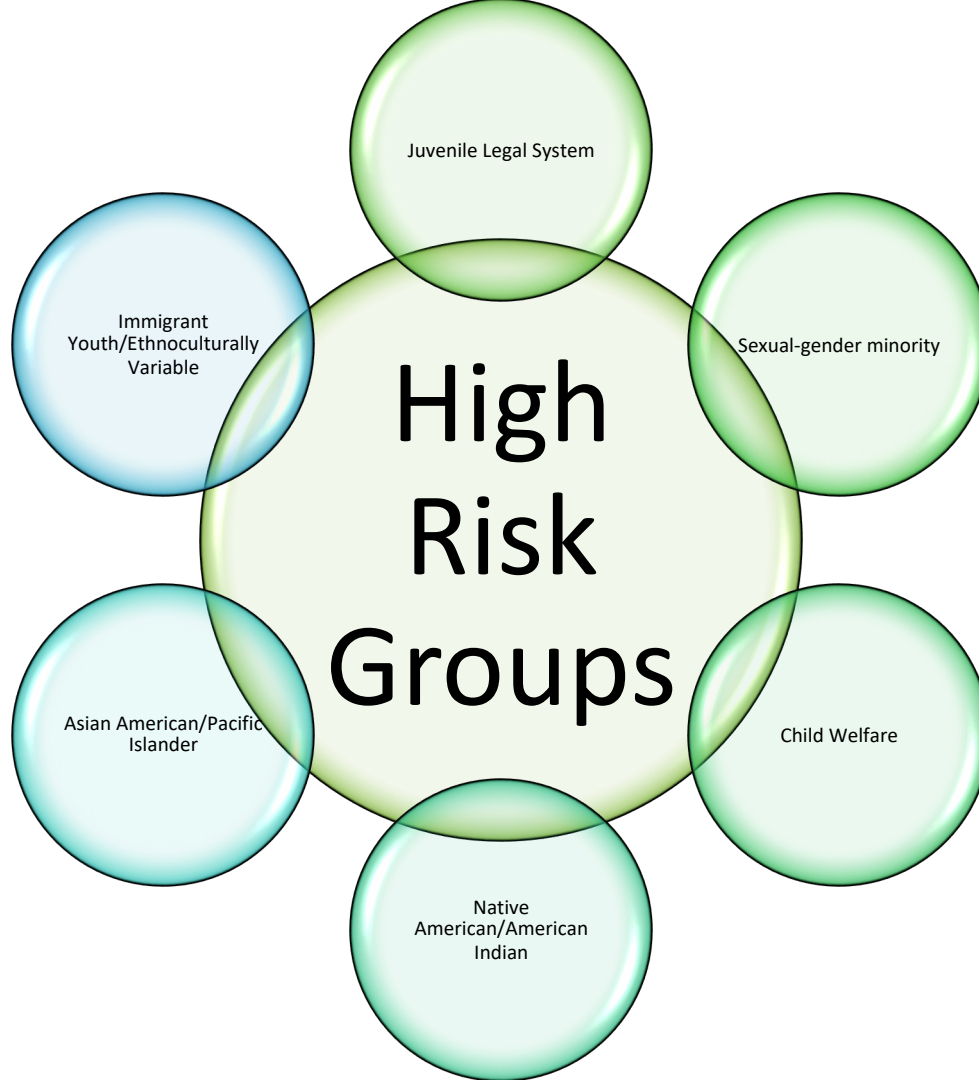 Juvenile Legal System
Immigrant
Youth/Ethnoculturally
Variable
Sexual-gender minority
High
Risk
Groups
Asian American/Pacific
Islander
Child Welfare
Native
American/American
Indian